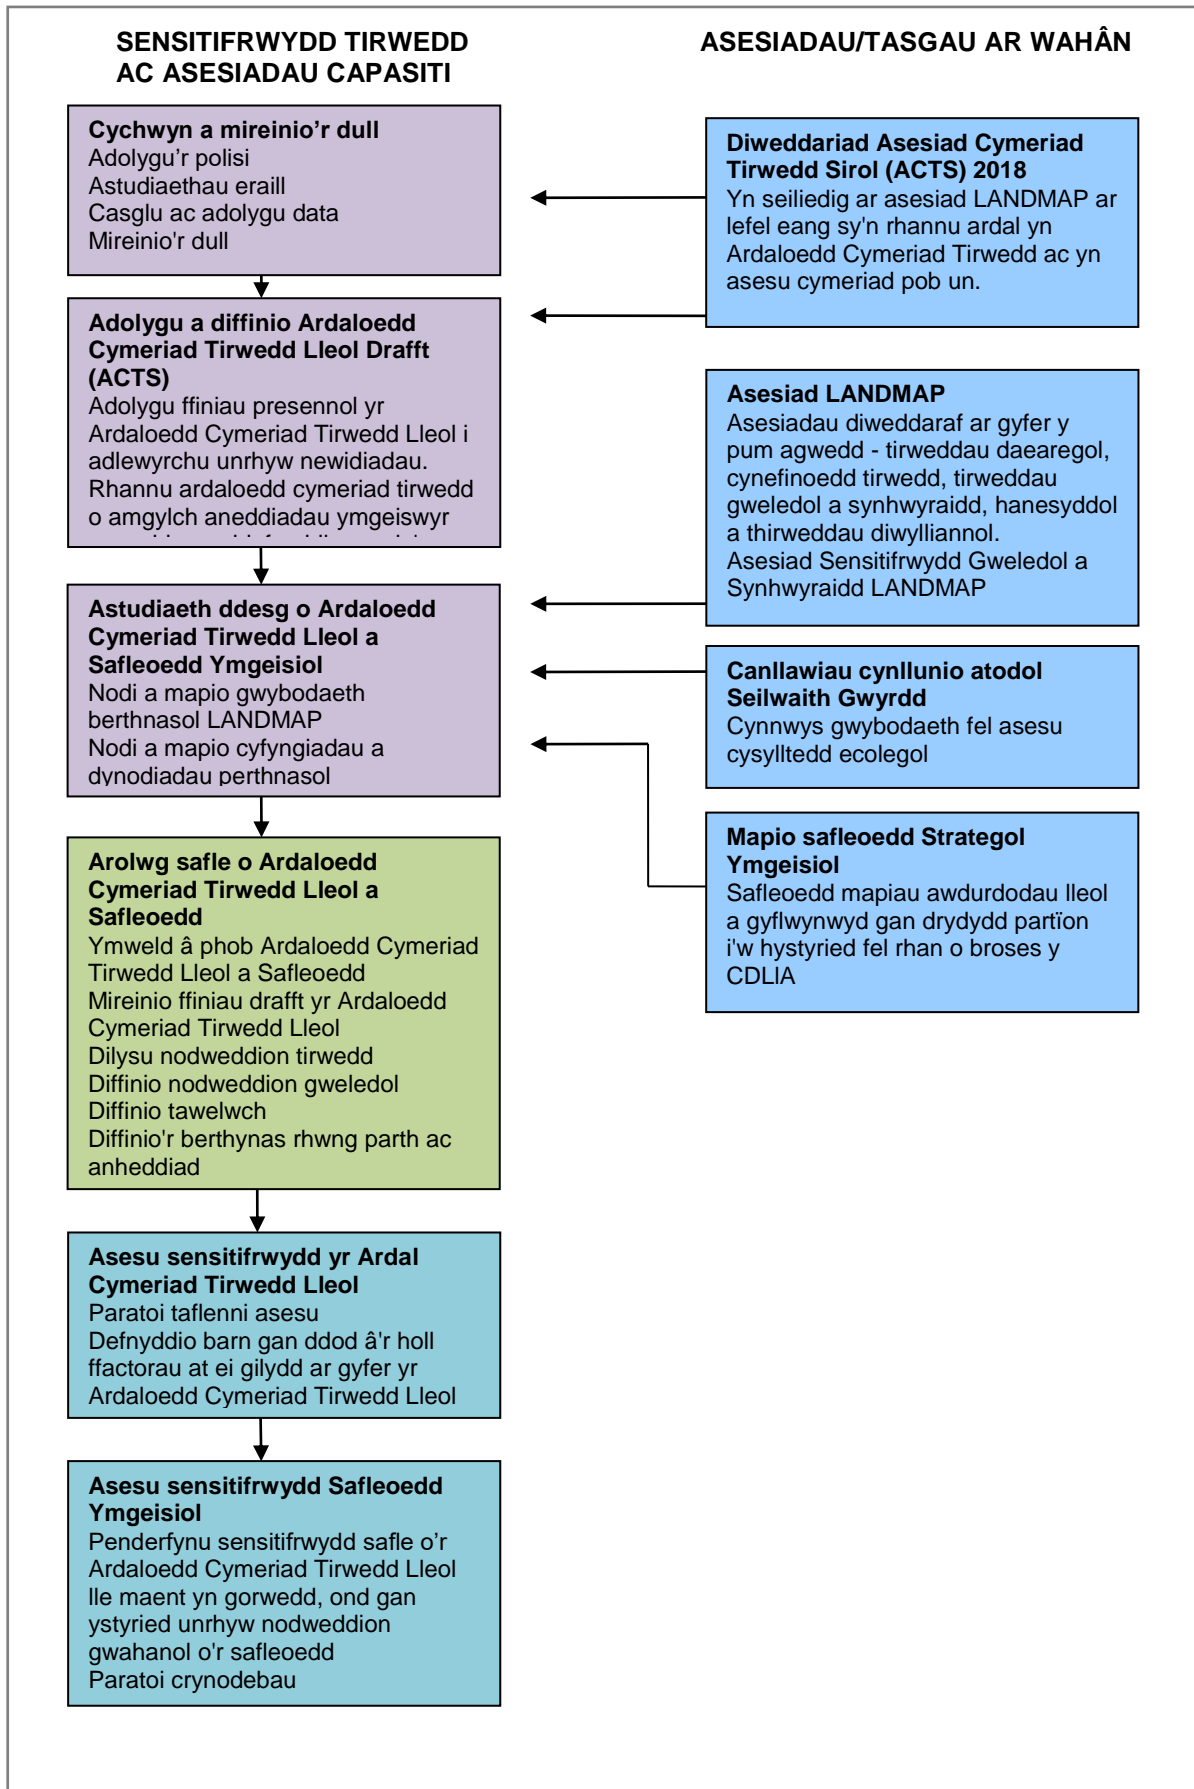 SENSITIFRWYDD TIRWEDD
AC ASESIADAU CAPASITI
Cychwyn a mireinio’r dull
Adolygu’r polisi
Astudiaethau eraill
Casglu ac adolygu data
Mireinio'r dull
Adolygu a diffinio Ardaloedd
Cymeriad Tirwedd Lleol Drafft
(ACTS)
Adolygu ffiniau presennol yr
Ardaloedd Cymeriad Tirwedd Lleol i
adlewyrchu unrhyw newidiadau.
Rhannu ardaloedd cymeriad tirwedd
o amgylch aneddiadau ymgeiswyr
Astudiaeth ddesg o Ardaloedd
Cymeriad Tirwedd Lleol a
Safleoedd Ymgeisiol
Nodi a mapio gwybodaeth
berthnasol LANDMAP
Nodi a mapio cyfyngiadau a
dynodiadau perthnasol
Arolwg safle o Ardaloedd
Cymeriad Tirwedd Lleol a
Safleoedd
Ymweld â phob Ardaloedd Cymeriad
Tirwedd Lleol a Safleoedd
Mireinio ffiniau drafft yr Ardaloedd
Cymeriad Tirwedd Lleol
Dilysu nodweddion tirwedd
Diffinio nodweddion gweledol
Diffinio tawelwch
Diffinio'r berthynas rhwng parth ac
anheddiad
Asesu sensitifrwydd yr Ardal
Cymeriad Tirwedd Lleol
Paratoi taflenni asesu
Defnyddio barn gan ddod â'r holl
ffactorau at ei gilydd ar gyfer yr
Ardaloedd Cymeriad Tirwedd Lleol
Asesu sensitifrwydd Safleoedd
Ymgeisiol
Penderfynu sensitifrwydd safle o’r
Ardaloedd Cymeriad Tirwedd Lleol
lle maent yn gorwedd, ond gan
ystyried unrhyw nodweddion
gwahanol o'r safleoedd
Paratoi crynodebau
ASESIADAU/TASGAU AR WAHÂN
Diweddariad Asesiad Cymeriad
Tirwedd Sirol (ACTS) 2018
Yn seiliedig ar asesiad LANDMAP ar
lefel eang sy'n rhannu ardal yn
Ardaloedd Cymeriad Tirwedd ac yn
asesu cymeriad pob un.
Asesiad LANDMAP
Asesiadau diweddaraf ar gyfer y
pum agwedd - tirweddau daearegol,
cynefinoedd tirwedd, tirweddau
gweledol a synhwyraidd, hanesyddol
a thirweddau diwylliannol.
Asesiad Sensitifrwydd Gweledol a
Synhwyraidd LANDMAP
Canllawiau cynllunio atodol
Seilwaith Gwyrdd
Cynnwys gwybodaeth fel asesu
cysylltedd ecolegol
Mapio safleoedd Strategol
Ymgeisiol
Safleoedd mapiau awdurdodau lleol
a gyflwynwyd gan drydydd partïon
i'w hystyried fel rhan o broses y
CDLlA